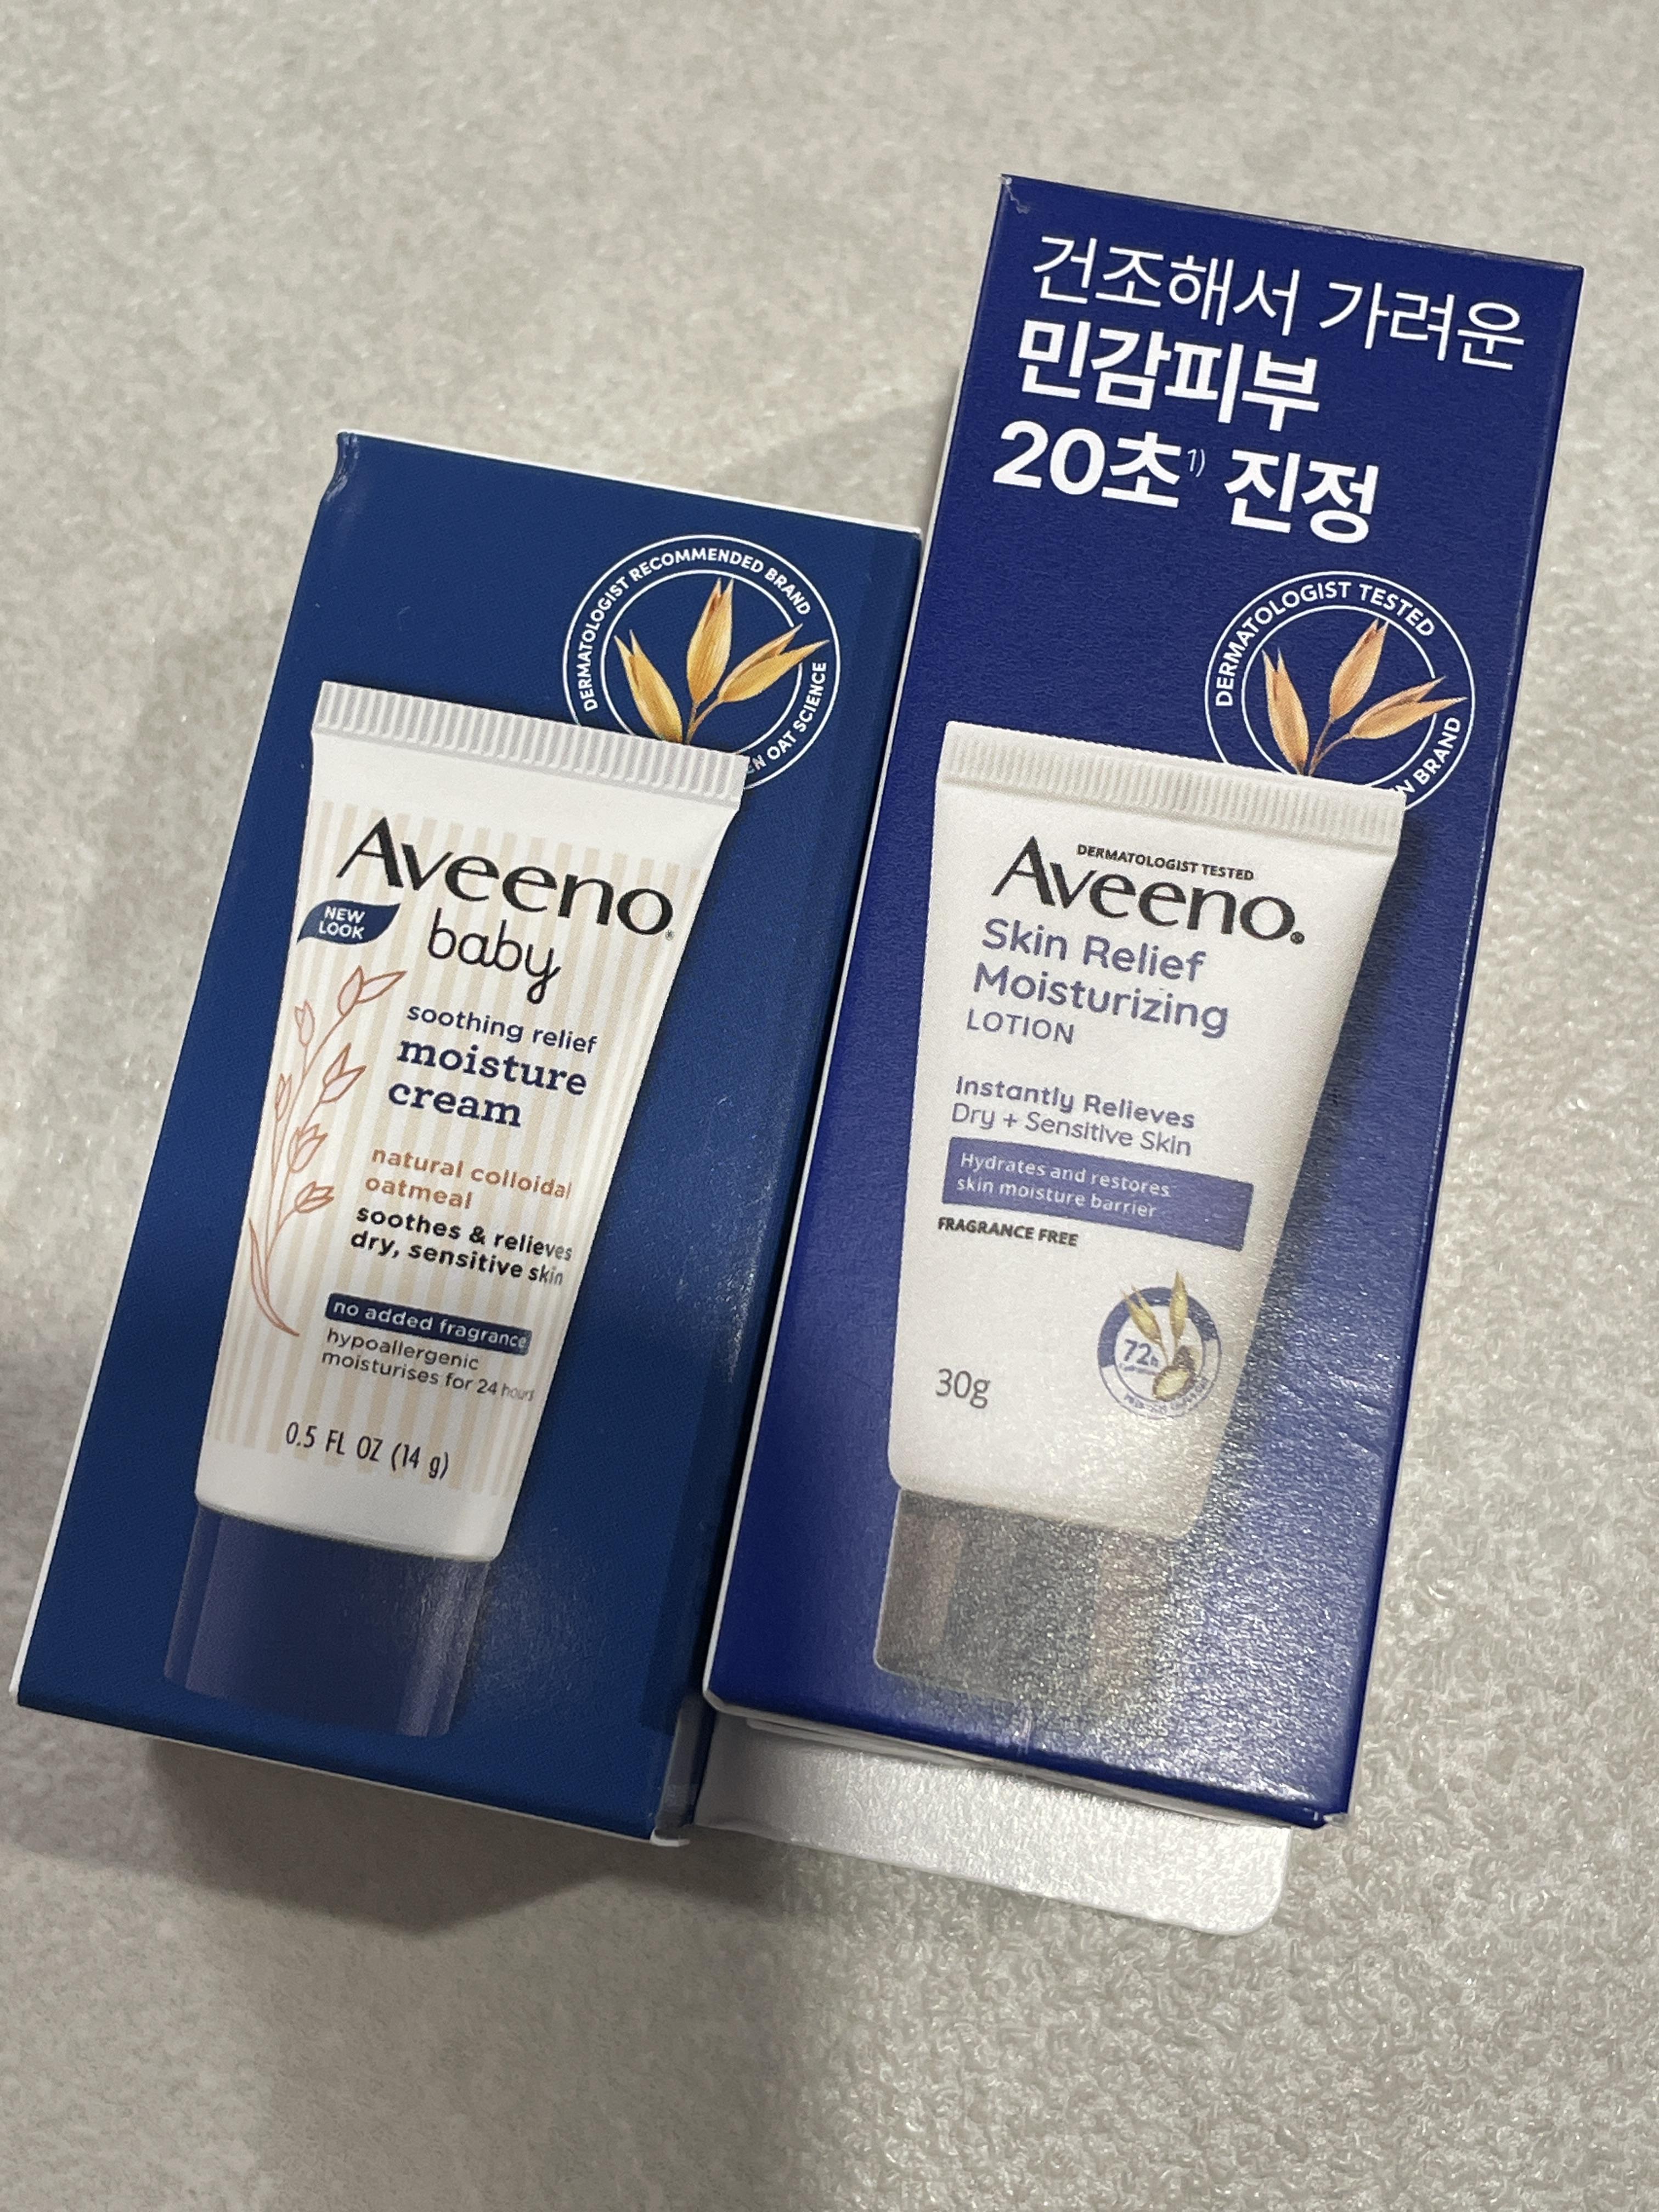 DERMATOLOGIST RECOMMENDED BRAND
OAT SCIENCE
Aveeno®
baby
NEW
LOOK
soothing relief
moisture
cream
natural colloidal
oatmeal
soothes & relieves
dry, sensitive skin
no added fragrance
hypoallergenic
moisturises for 24 hours
0.5 FL OZ (14 g)
건조해서 가려운
민감피부
20초1) 진정
DERMATOLOGIST TESTED
BRAND
DERMATOLOGIST TESTED
Aveeno®
Skin Relief
Moisturizing
LOTION
Instantly Relieves
Dry + Sensitive Skin
Hydrates and restores
skin moisture barrier
FRAGRANCE FREE
72h
30g